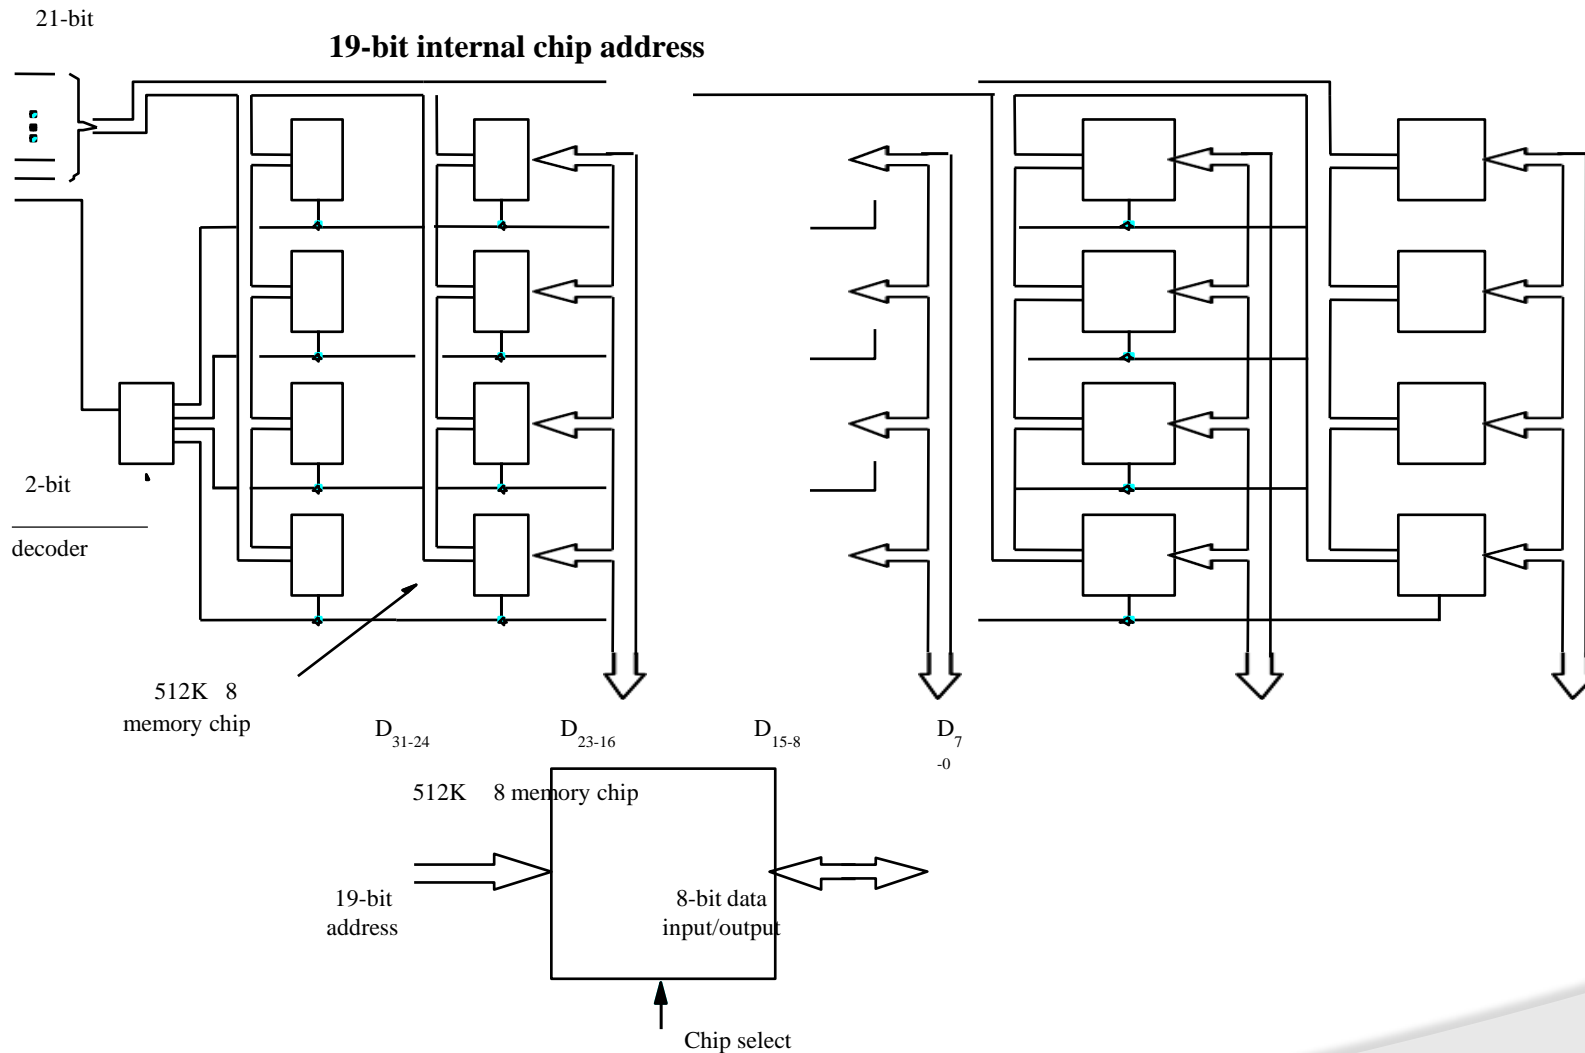 21-bit
19-bit internal chip address
2-bit
decoder
512K 8
memory chip
D31-24
D23-16
D15-8
D7
-0
512K 8 memory chip
19-bit
address
8-bit data
input/output
Chip select